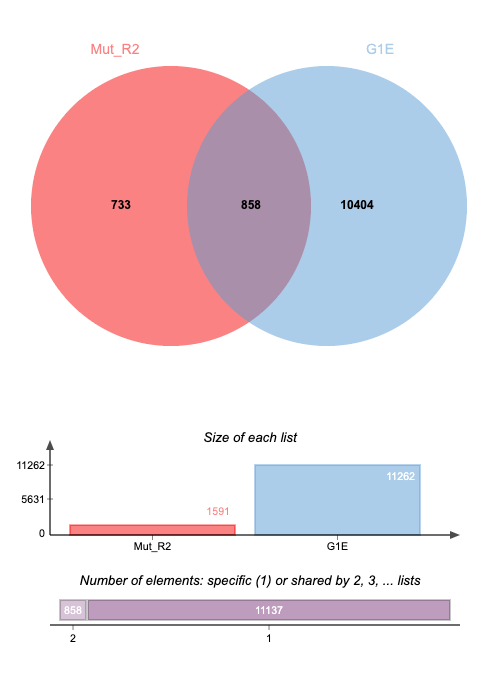 Mut_R2 G1E
733 858 10404
Size of each list
11262
5631
0
1591
11262
Mut_R2 G1E
Number of elements: specific (1) or shared by 2, 3, ... lists
858 11137
2 1